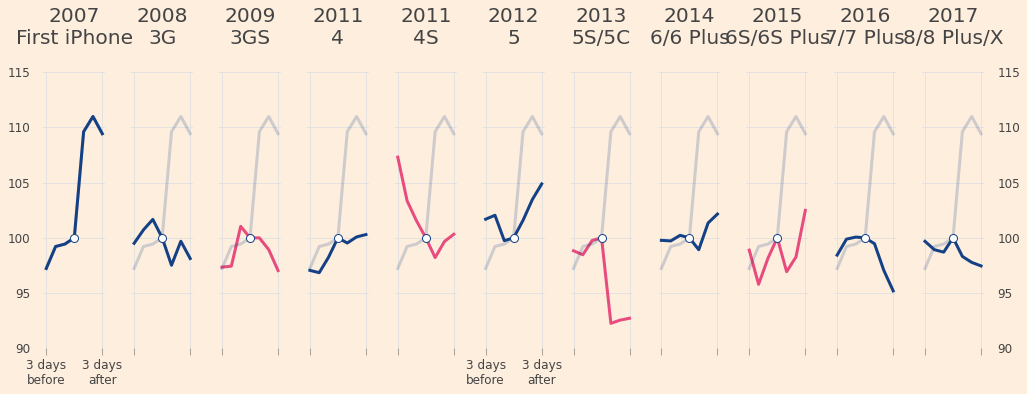 2007 2008 2009 2011 2011 2012 2013 2014 2015 2016 2017
First iPhone 3G 3GS 4 4S 5 5S/5C 6/6 Plus 6S/6S Plus 7/7 Plus 8/8 Plus/X
115 115
110 110
105 105
100 100
95 95
90 90
3 days 3 days 3 days 3 days
before after before after